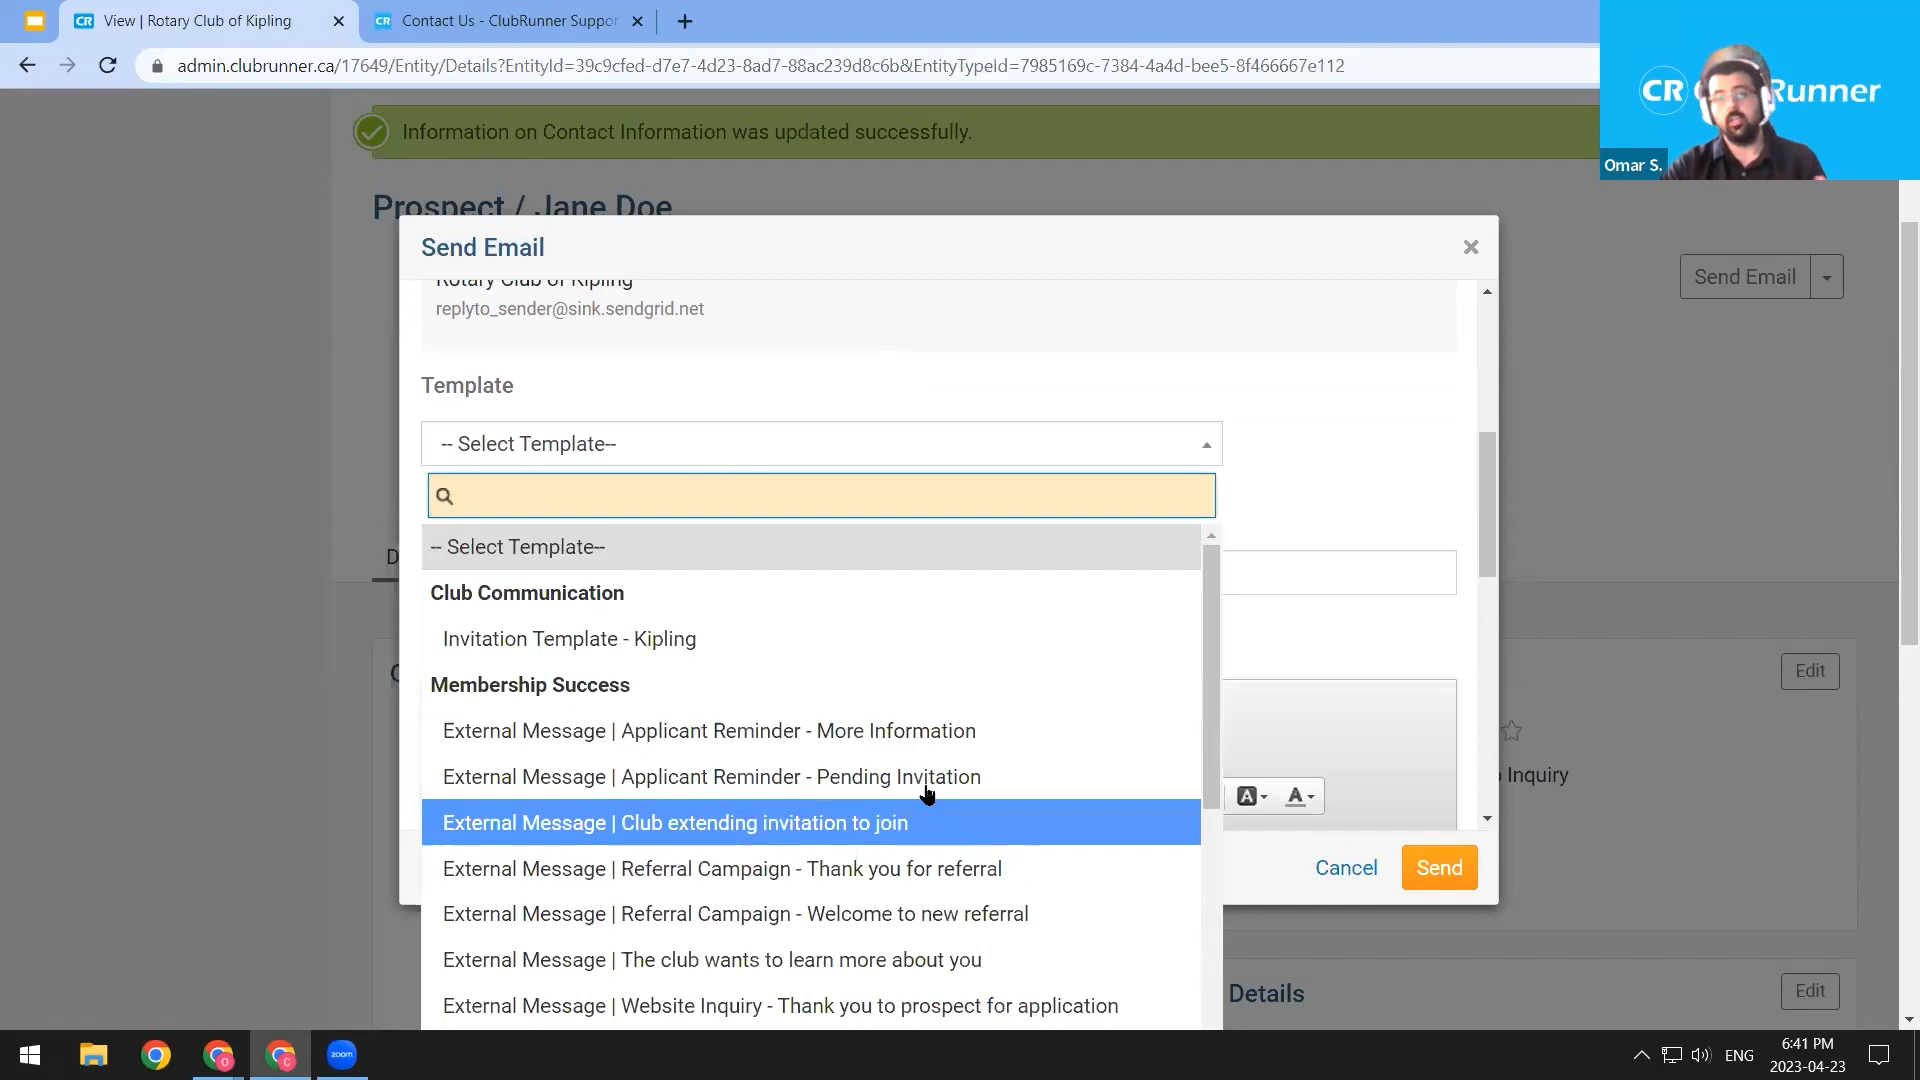 View | Rotary Club of Kipling
Contact Us - ClubRunner Suppor
admin.clubrunner.ca/17649/Entity/Details?EntityId=39c9cfed-d7e7-4d23-8ad7-88ac239d8c6b&EntityTypeId=7985169c-7384-4a4d-bee5-8f466667e112
CR
Runner
Omar S.
Information on Contact Information was updated successfully.
Prospect / Jane Doe
Send Email
Send Email
Rotary Club of Kipling
replyto_sender@sink.sendgrid.net
Template
-- Select Template--
-- Select Template--
Club Communication
Invitation Template - Kipling
Membership Success
External Message | Applicant Reminder - More Information
External Message | Applicant Reminder - Pending Invitation
External Message | Club extending invitation to join
External Message | Referral Campaign - Thank you for referral
External Message | Referral Campaign - Welcome to new referral
External Message | The club wants to learn more about you
External Message | Website Inquiry - Thank you to prospect for application
Edit
Inquiry
A
A
Cancel
Send
Details
Edit
zoom
ENG
6:41 PM
2023-04-23